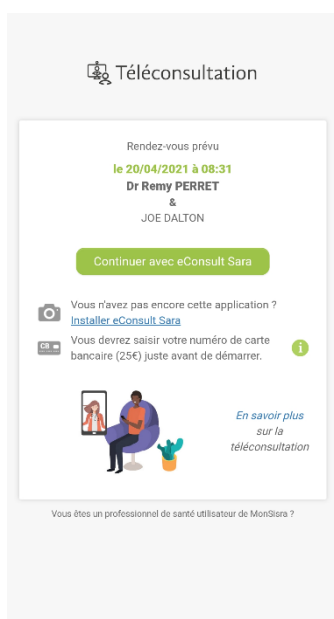 Téléconsultation
Rendez-vous prévu
le 20/04/2021 à 08:31
Dr Remy PERRET
&
JOE DALTON
Continuer avec eConsult Sara
Vous n'avez pas encore cette application ?
Installer eConsult Sara
CB
Vous devrez saisir votre numéro de carte
bancaire (25€) juste avant de démarrer.
i
En savoir plus
sur la
téléconsultation
Vous êtes un professionnel de santé utilisateur de MonSisra ?